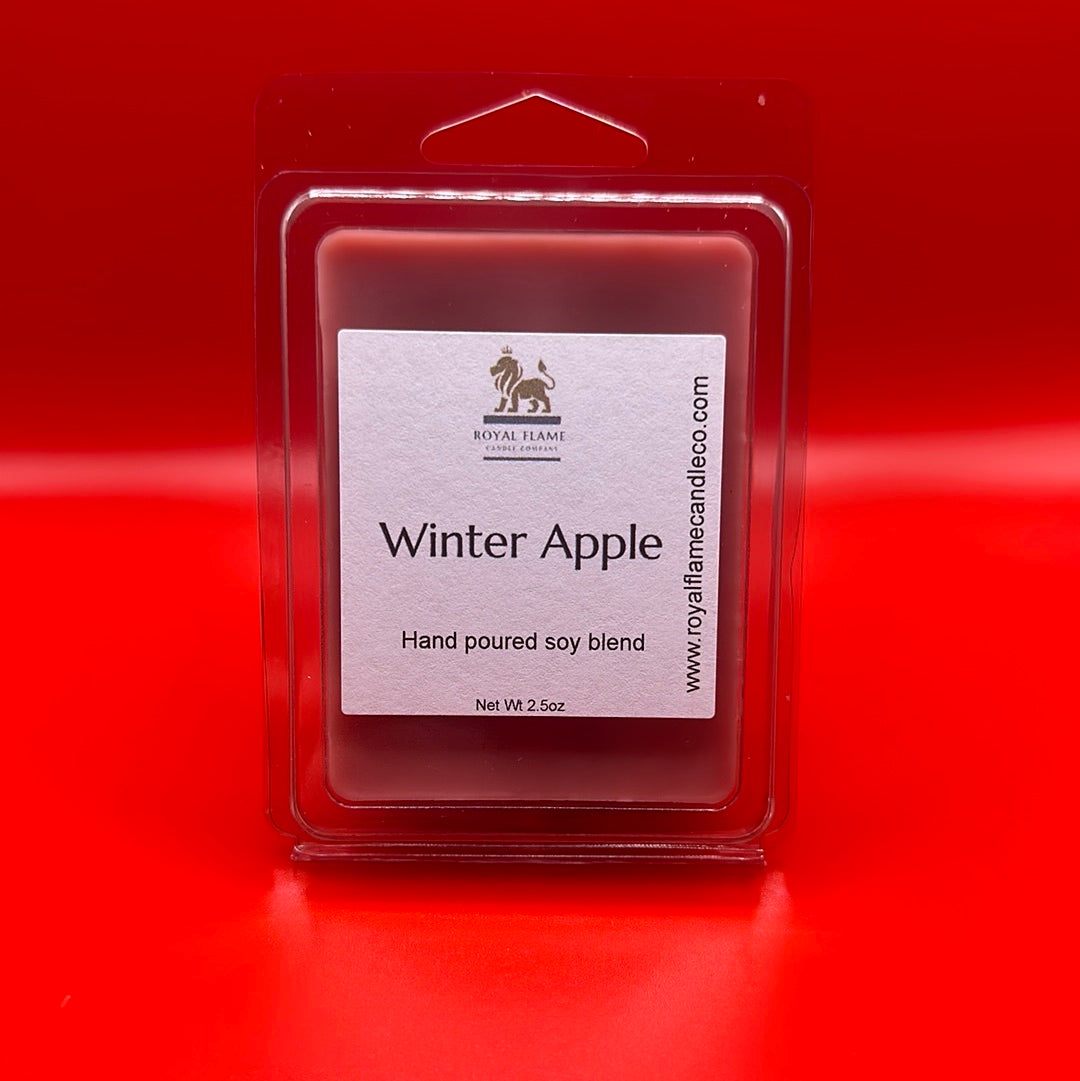 ROYAL FLAME
CANDLE COMPANY
Winter Apple
Hand poured soy blend
Net Wt 2.5oz
www.royalflamecandleco.com